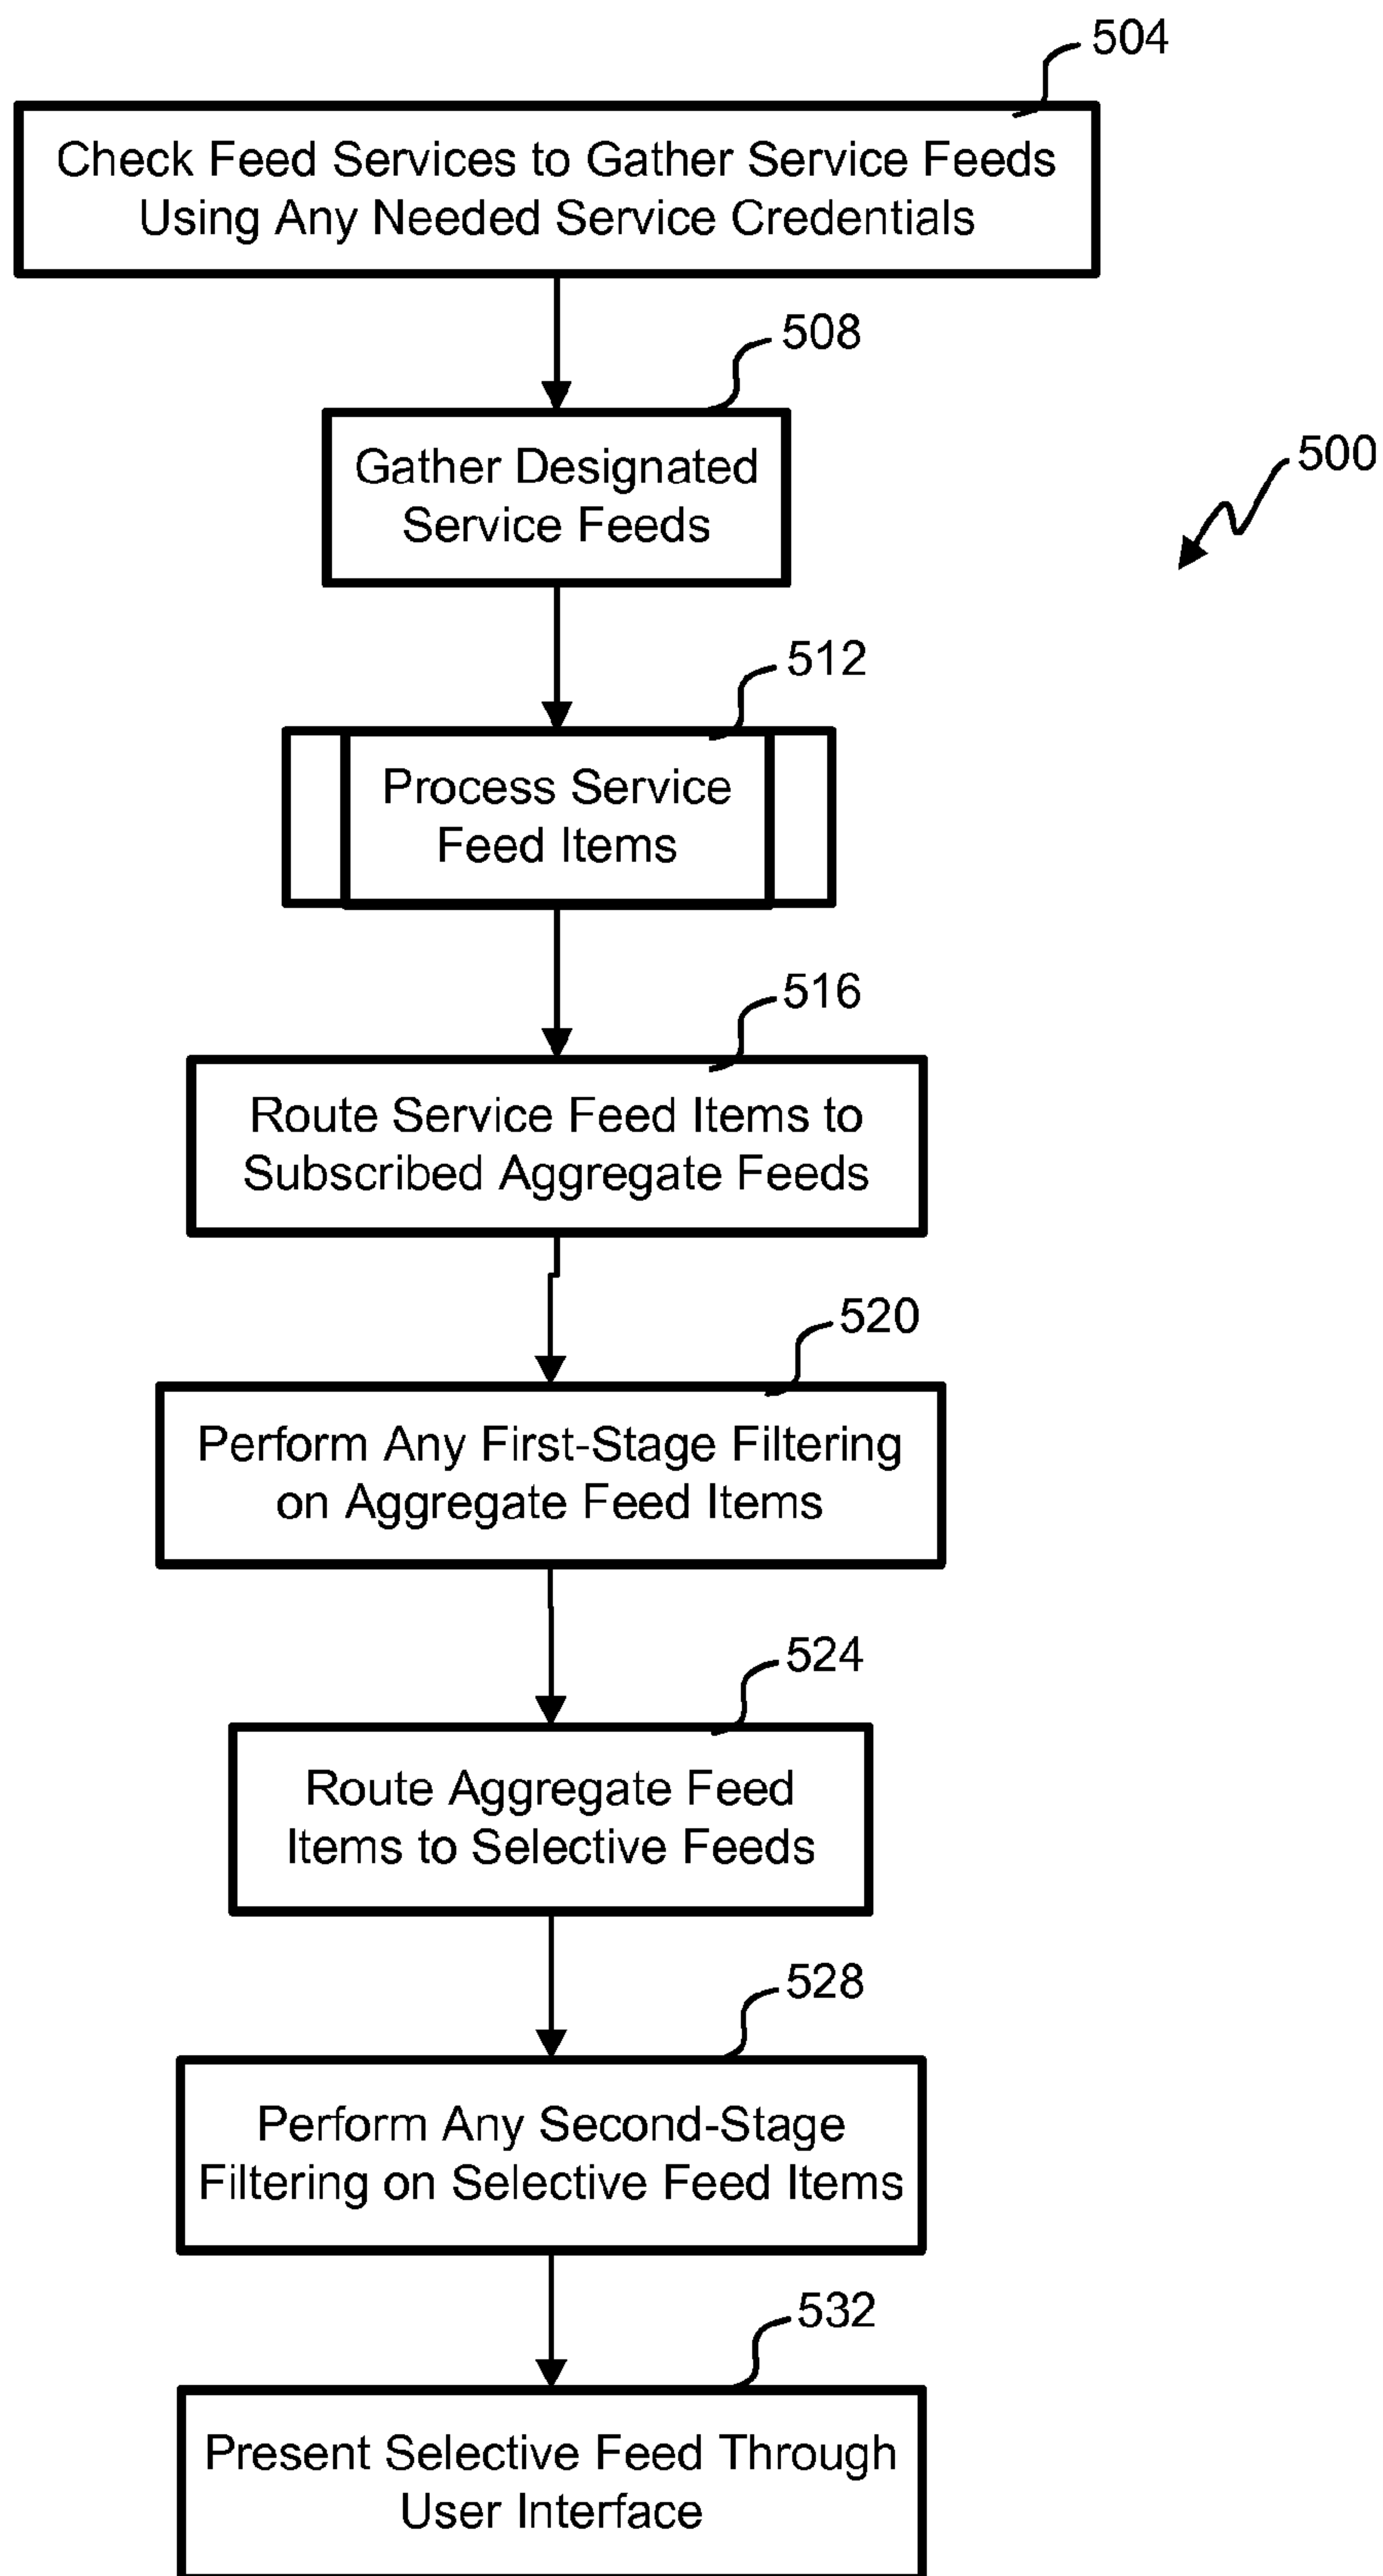 504
Check Feed Services to Gather Service Feeds
Using Any Needed Service Credentials
508
Gather Designated
Service Feeds
500
512
Process Service
Feed Items
516
Route Service Feed Items to
Subscribed Aggregate Feeds
520
Perform Any First-Stage Filtering
on Aggregate Feed Items
524
Route Aggregate Feed
Items to Selective Feeds
528
Perform Any Second-Stage
Filtering on Selective Feed Items
532
Present Selective Feed Through
User Interface